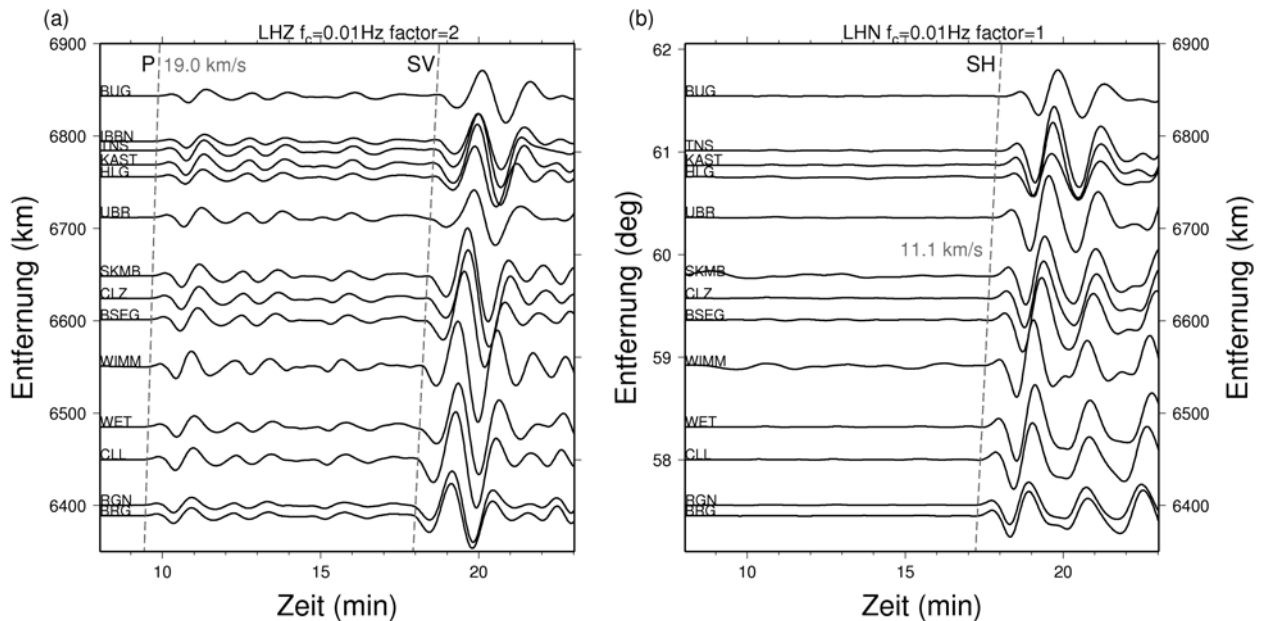 (a)
LHZ f_c=0.01Hz factor=2
P
19.0 km/s
SV
6900
6800
6700
6600
6500
6400
Entfernung (km)
BUG
IBBN
TNS
KAST
HLG
UBR
SKMB
CLZ
BSEG
WIMM
WET
CLL
RGN
BRG
10
15
20
Zeit (min)
(b)
LHN f_c=0.01Hz factor=1
SH
11.1 km/s
62
61
60
59
58
Entfernung (deg)
BUG
TNS
KAST
HLG
UBR
SKMB
CLZ
BSEG
WIMM
WET
CLL
RGN
BRG
6900
6800
6700
6600
6500
6400
Entfernung (km)
10
15
20
Zeit (min)